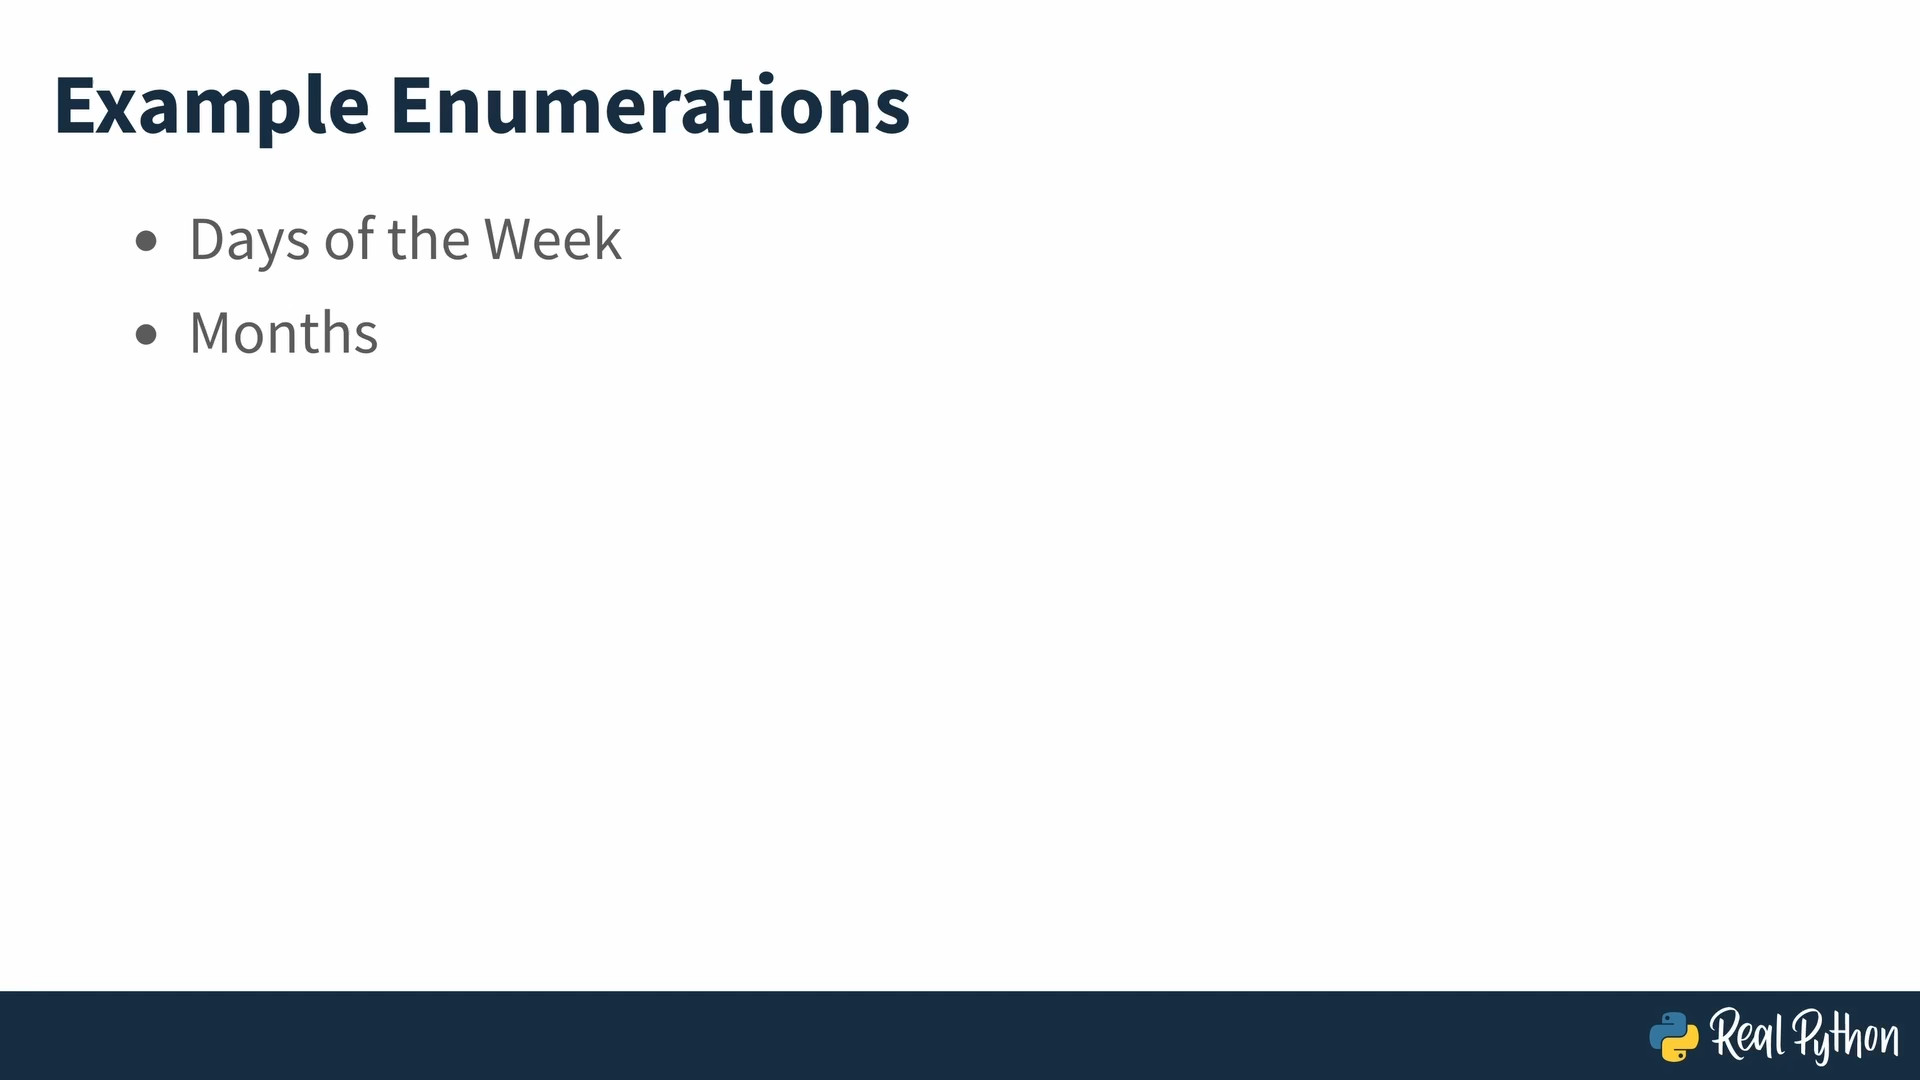 Example Enumerations
• Days of the Week
• Months
Real Python